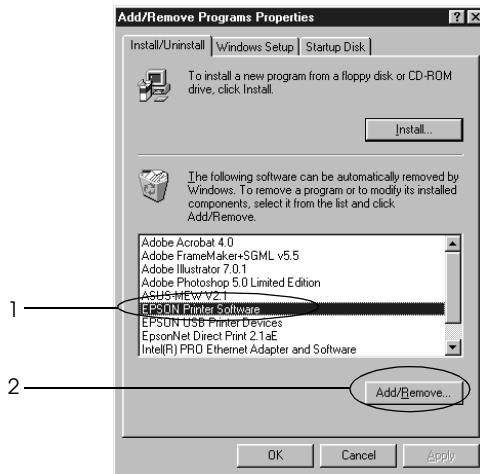 Add/Remove Programs Properties
Install/Uninstall Windows Setup Startup Disk
To install a new program from a floppy disk or CD-ROM
drive, click Install.
Install...
The following software can be automatically removed by
Windows. To remove a program or to modify its installed
components, select it from the list and click
Add/Remove.
Adobe Acrobat 4.0
Adobe FrameMaker+SGML v5.5
Adobe Illustrator 7.0.1
Adobe Photoshop 5.0 Limited Edition
ASUS-MEW V2.1
1
EPSON Printer Software
EPSON USB Printer Devices
EpsonNet Direct Print 2.1aE
Intel(R) PRO Ethernet Adapter and Software
2
Add/Remove...
OK Cancel Apply